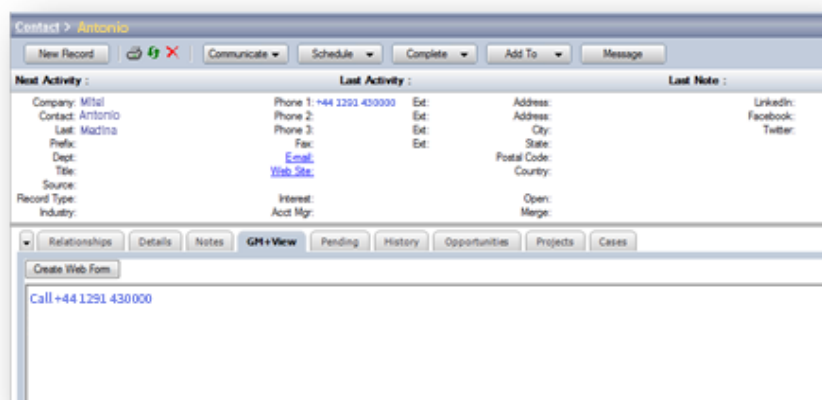 Contact > Antonio
New Record Communicate Schedule Complete Add To Message
Next Activity : Last Activity : Last Note :
Company: Mitel Phone 1: +44 1291 430000 Ext: Address: LinkedIn:
Contact: Antonio Phone 2: Ext: Address: Facebook:
Last: Madina Phone 3: Ext: City: Twitter:
Prefix: Fax: Ext: State:
Dept: E-mail: Postal Code:
Title: Web Site: Country:
Source:
Record Type: Interest: Open:
Industry: Acct Mgr: Merge:
Relationships Details Notes GM+View Pending History Opportunities Projects Cases
Create Web Form
Call +44 1291 430000